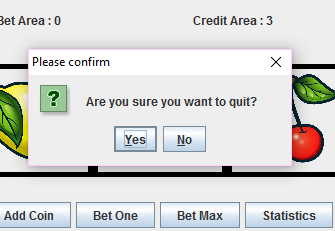 Bet Area : 0 Credit Area : 3
Please confirm
Are you sure you want to quit?
Yes No
Add Coin Bet One Bet Max Statistics